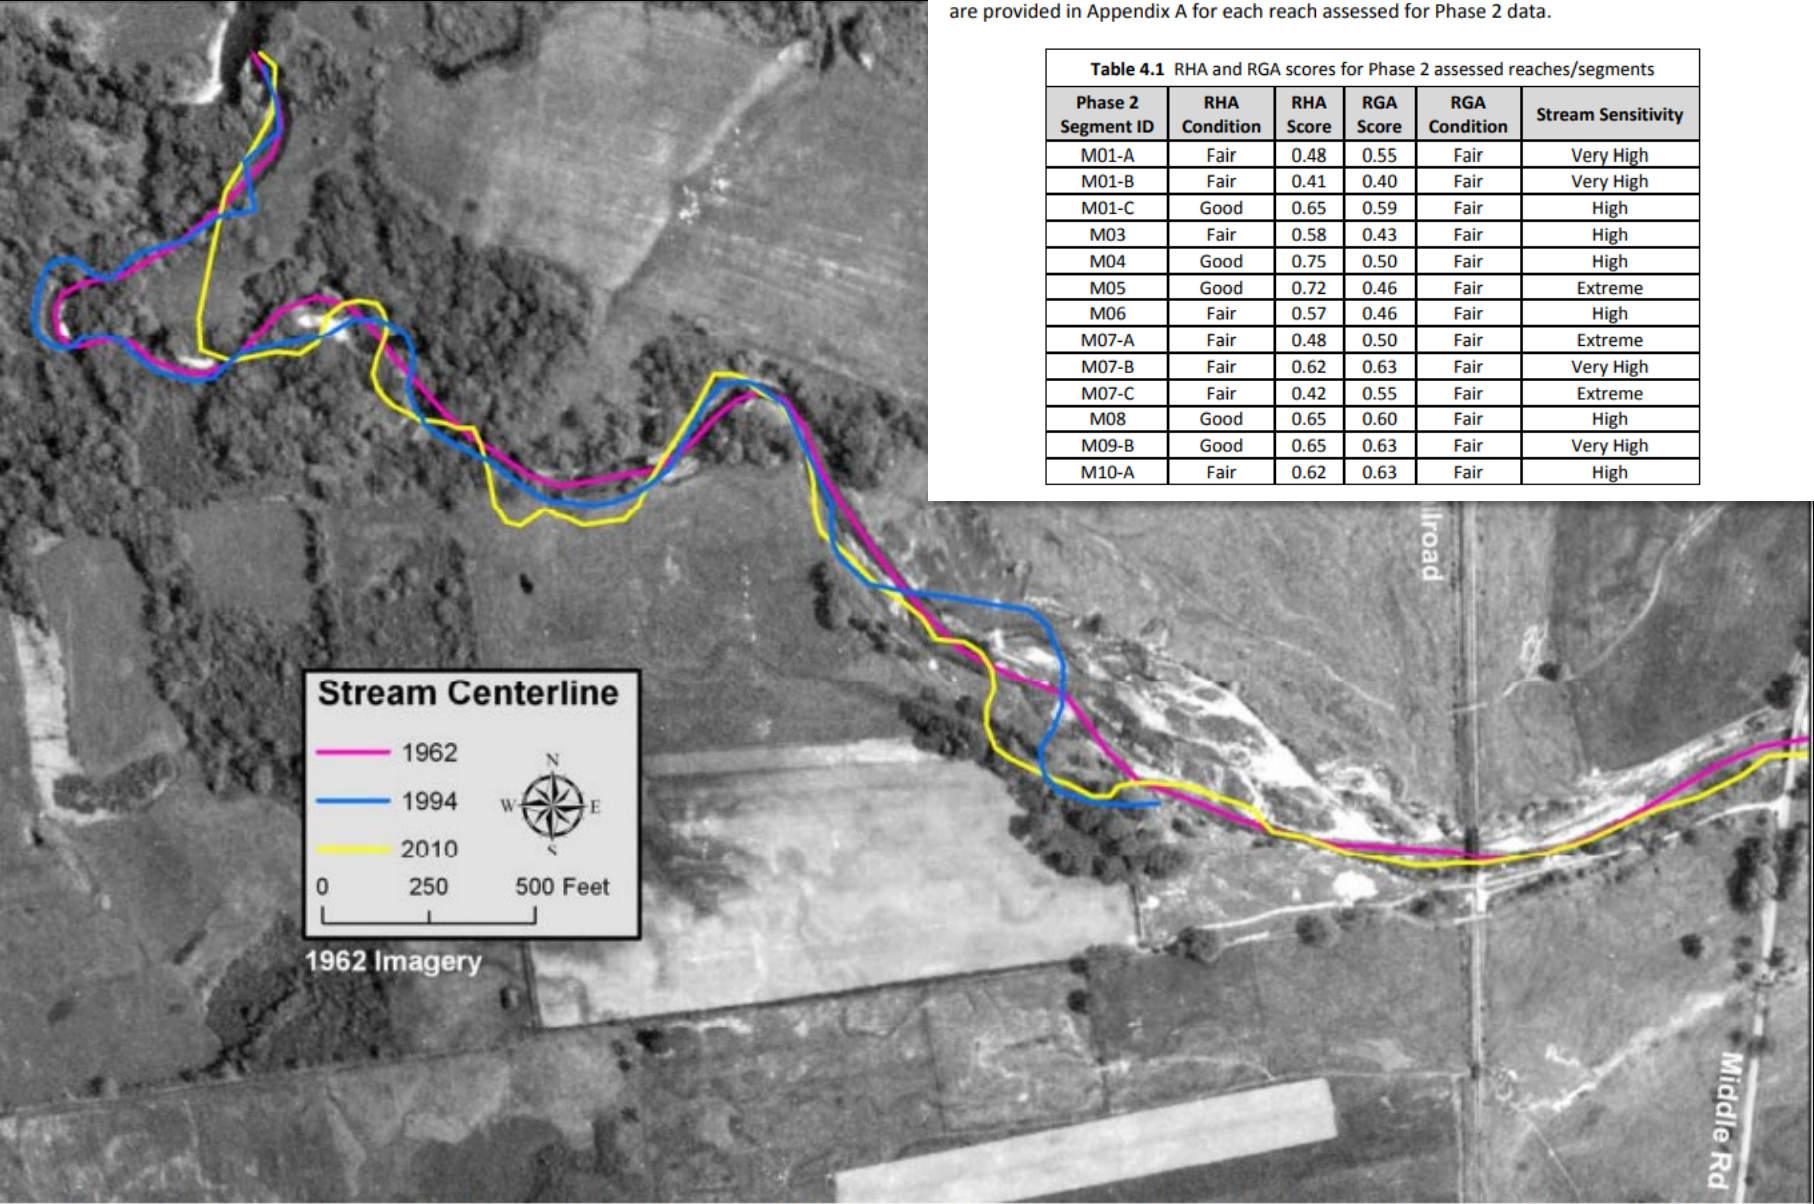 are provided in Appendix A for each reach assessed for Phase 2 data.
Table 4.1 RHA and RGA scores for Phase 2 assessed reaches/segments
Phase 2 Segment ID RHA Condition RHA Score RGA Score RGA Condition Stream Sensitivity
M01-A Fair 0.48 0.55 Fair Very High
M01-B Fair 0.41 0.40 Fair Very High
M01-C Good 0.65 0.59 Fair High
M03 Fair 0.58 0.43 Fair High
M04 Good 0.75 0.50 Fair High
M05 Good 0.72 0.46 Fair Extreme
M06 Fair 0.57 0.46 Fair High
M07-A Fair 0.48 0.50 Fair Extreme
M07-B Fair 0.62 0.63 Fair Very High
M07-C Fair 0.42 0.55 Fair Extreme
M08 Good 0.65 0.60 Fair High
M09-B Good 0.65 0.63 Fair Very High
M10-A Fair 0.62 0.63 Fair High
ilroad
Stream Centerline
1962
1994
2010
N
W E
S
0 250 500 Feet
1962 Imagery
Middle Rd